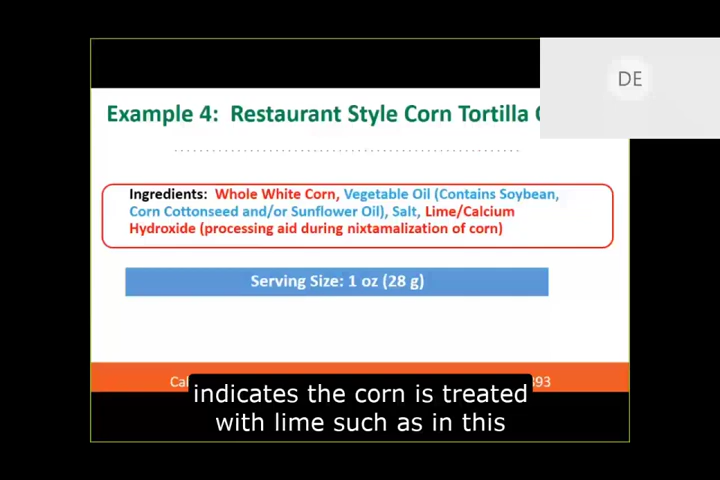 DE
Example 4: Restaurant Style Corn Tortilla
Ingredients: Whole White Corn, Vegetable Oil (Contains Soybean,
Corn Cottonseed and/or Sunflower Oil), Salt, Lime/Calcium
Hydroxide (processing aid during nixtamalization of corn)
Serving Size: 1 oz (28 g)
indicates the corn is treated
with lime such as in this